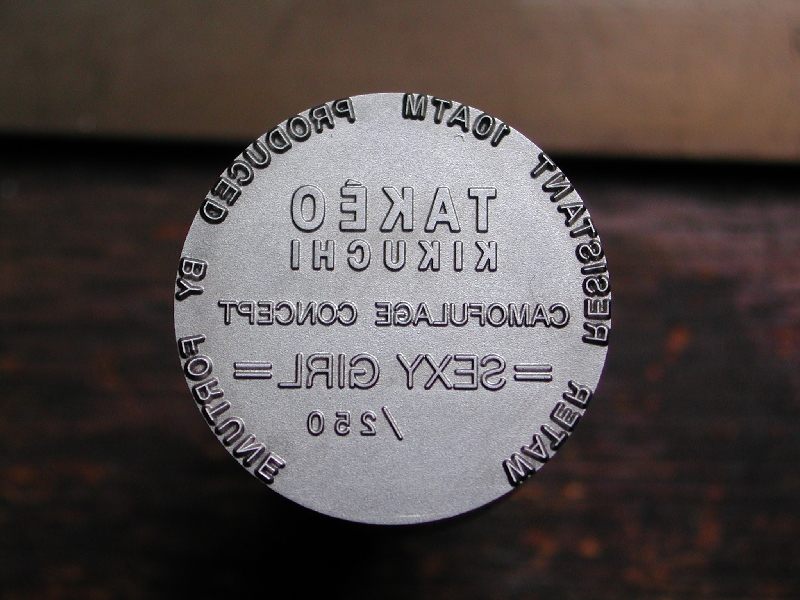 TAKÉO
KIKUCHI
CAMOFULAGE CONCEPT
=SEXY GIRL=
/250
WATER RESISTANT 10ATM PRODUCED BY FORTUNE